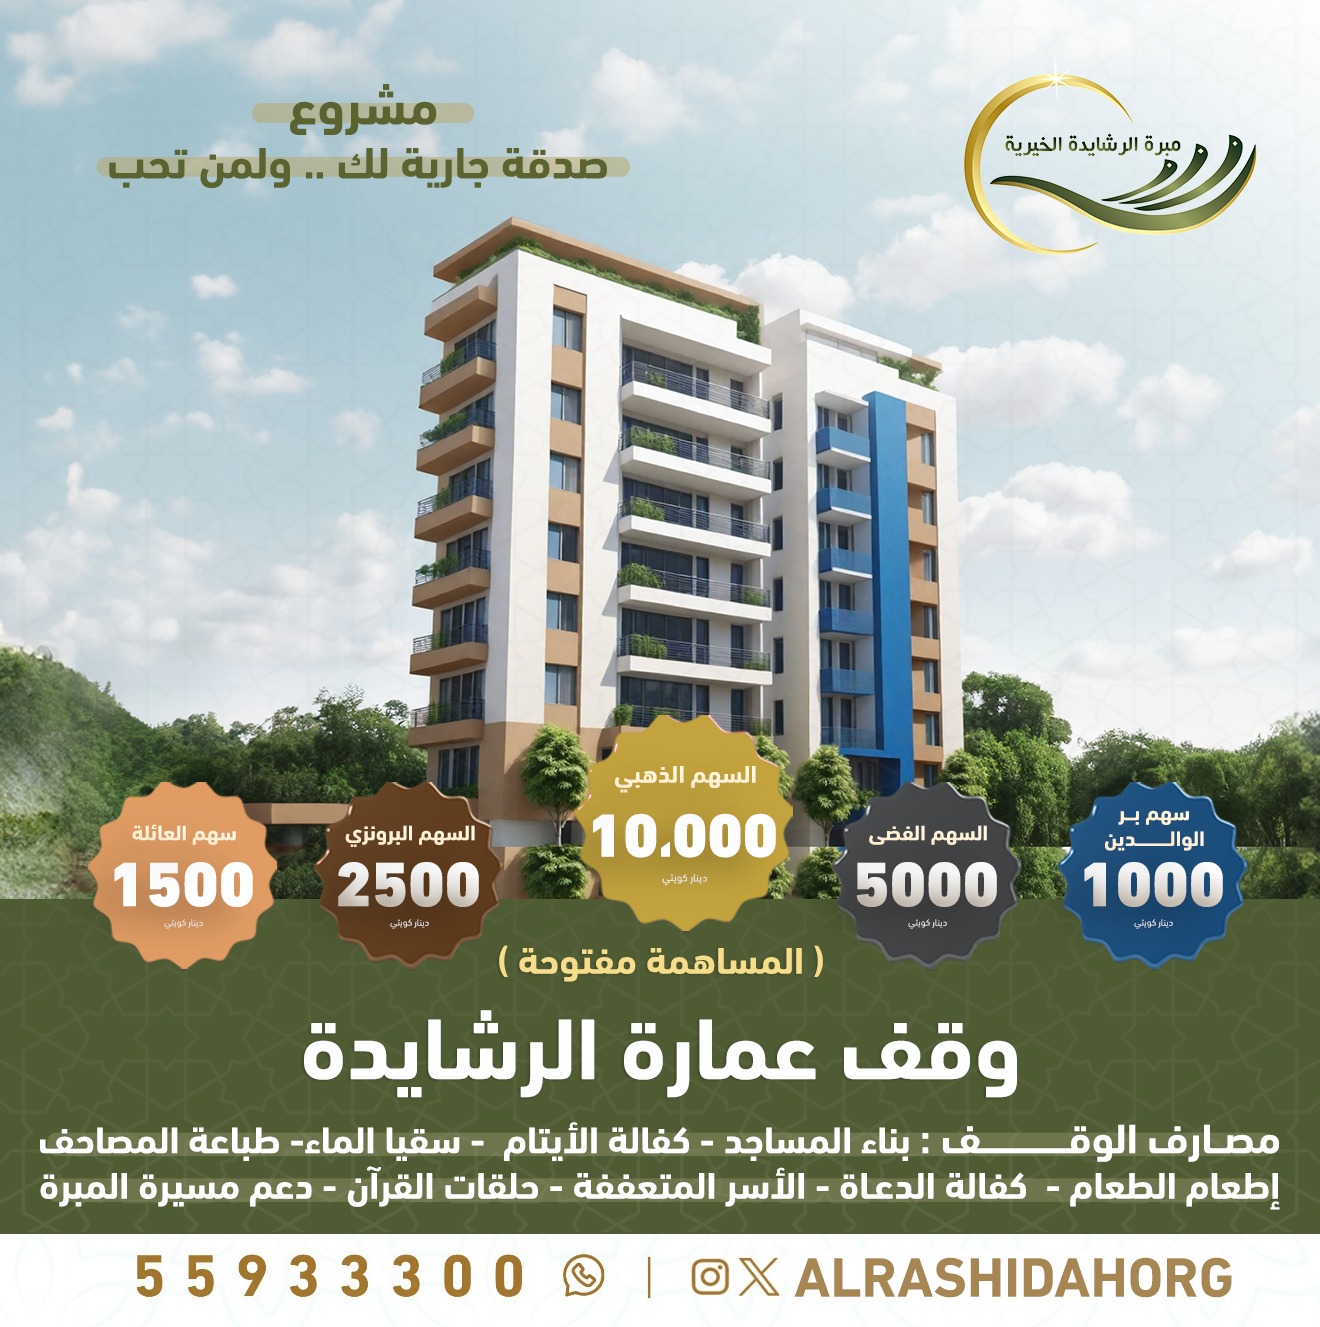 مشروع
صدقة جارية لك .. ولمن تحب
مبرة الرشايدة الخيرية
السهم الذهبي
10,000
دينار كويتي
سهم بر
الوالــــدين
1000
دينار كويتي
السهم الفضى
5000
دينار كويتي
السهم البرونزي
2500
دينار كويتي
سهم العائلة
1500
دينار كويتي
( المساهمة مفتوحة )
وقف عمارة الرشايدة
مصارف الوقــــــــف : بناء المساجد - كفالة الأيتام - سقيا الماء- طباعة المصاحف
إطعام الطعام - كفالة الدعاة - الأسر المتعففة - حلقات القرآن - دعم مسيرة المبرة
55933300 | ALRASHIDAHORG